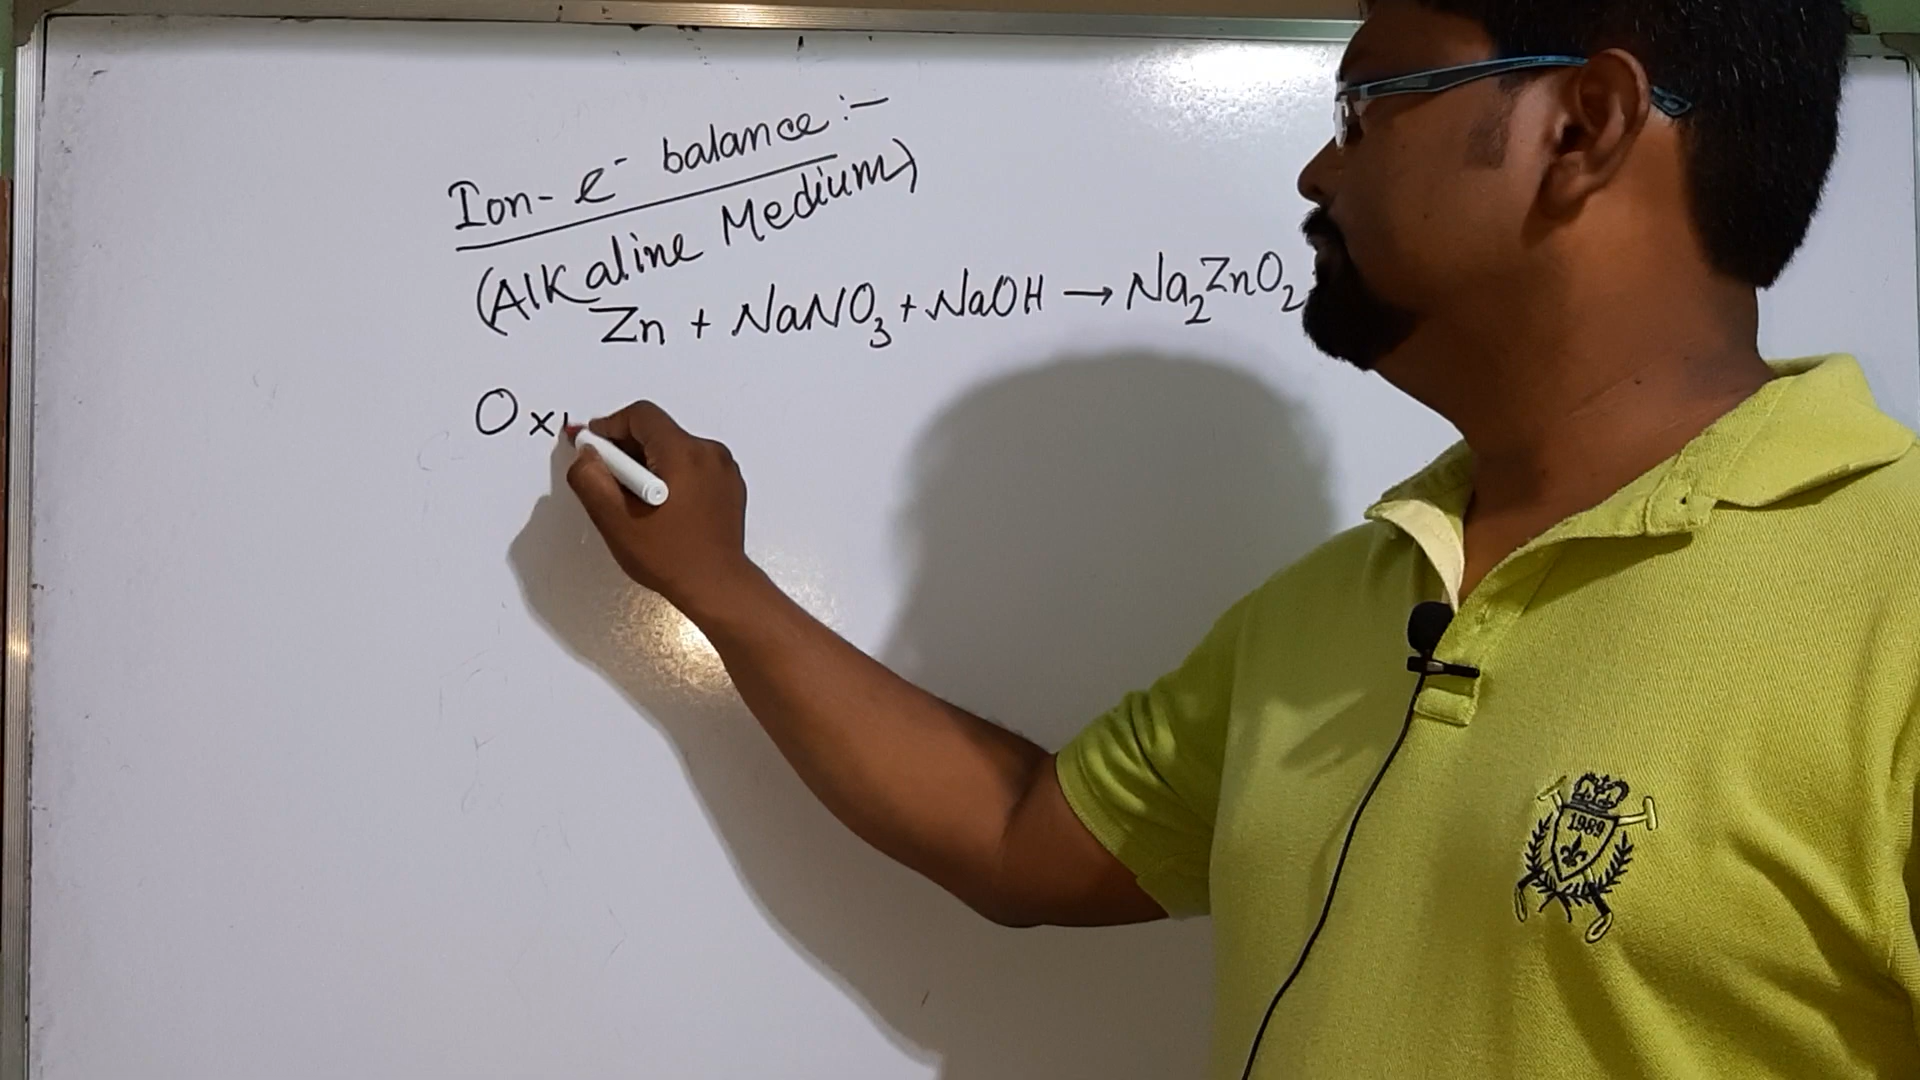 Ion-e⁻ balance:-
(Alkaline Medium)
Zn + NaNO₃ + NaOH → Na₂ZnO₂
Ox
1989